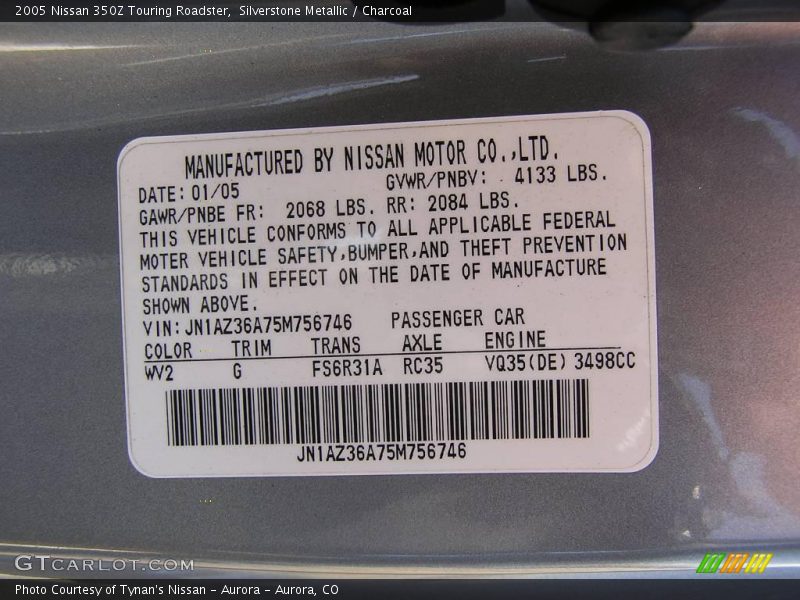 2005 Nissan 350Z Touring Roadster, Silverstone Metallic / Charcoal
MANUFACTURED BY NISSAN MOTOR CO.,LTD.
DATE: 01/05 GVWR/PNBV: 4133 LBS.
GAWR/PNBE FR: 2068 LBS. RR: 2084 LBS.
THIS VEHICLE CONFORMS TO ALL APPLICABLE FEDERAL
MOTER VEHICLE SAFETY,BUMPER,AND THEFT PREVENTION
STANDARDS IN EFFECT ON THE DATE OF MANUFACTURE
SHOWN ABOVE.
VIN: JN1AZ36A75M756746 PASSENGER CAR
COLOR TRIM TRANS AXLE ENGINE
WV2 G FS6R31A RC35 VQ35(DE) 3498CC
JN1AZ36A75M756746
GTCARLOT.COM
Photo Courtesy of Tynan's Nissan - Aurora - Aurora, CO